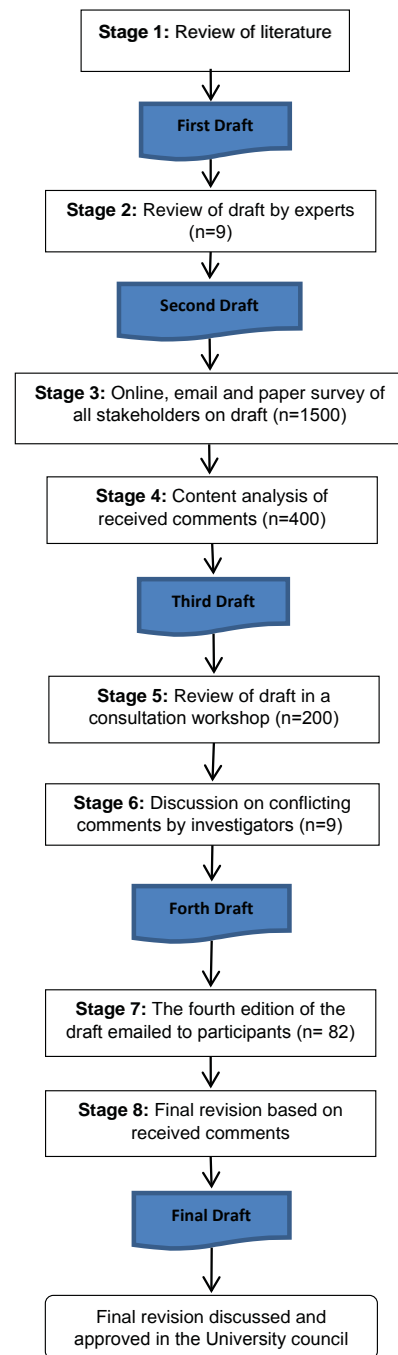 Stage 1: Review of literature
First Draft
Stage 2: Review of draft by experts
(n=9)
Second Draft
Stage 3: Online, email and paper survey of
all stakeholders on draft (n=1500)
Stage 4: Content analysis of
received comments (n=400)
Third Draft
Stage 5: Review of draft in a
consultation workshop (n=200)
Stage 6: Discussion on conflicting
comments by investigators (n=9)
Forth Draft
Stage 7: The fourth edition of the
draft emailed to participants (n= 82)
Stage 8: Final revision based on
received comments
Final Draft
Final revision discussed and
approved in the University council